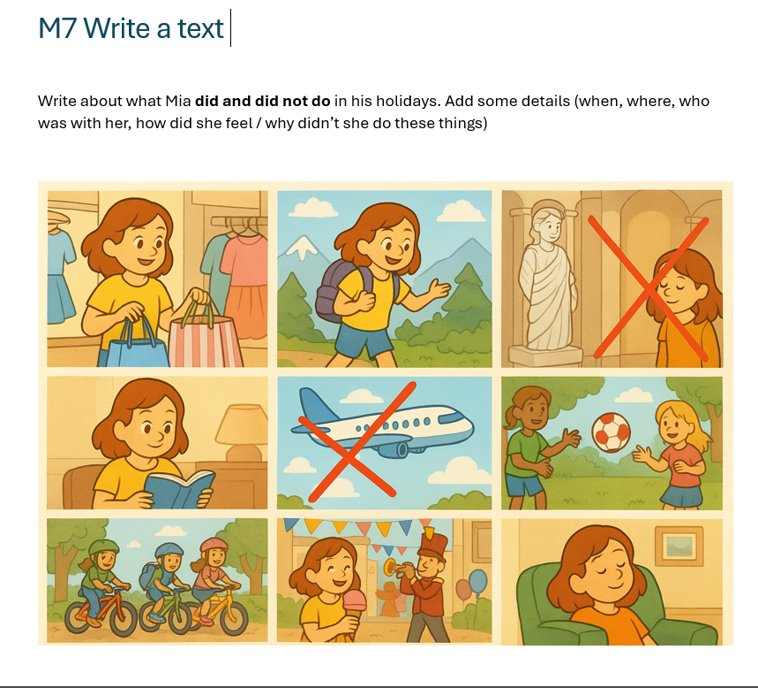 M7 Write a text
Write about what Mia did and did not do in his holidays. Add some details (when, where, who
was with her, how did she feel / why didn’t she do these things)